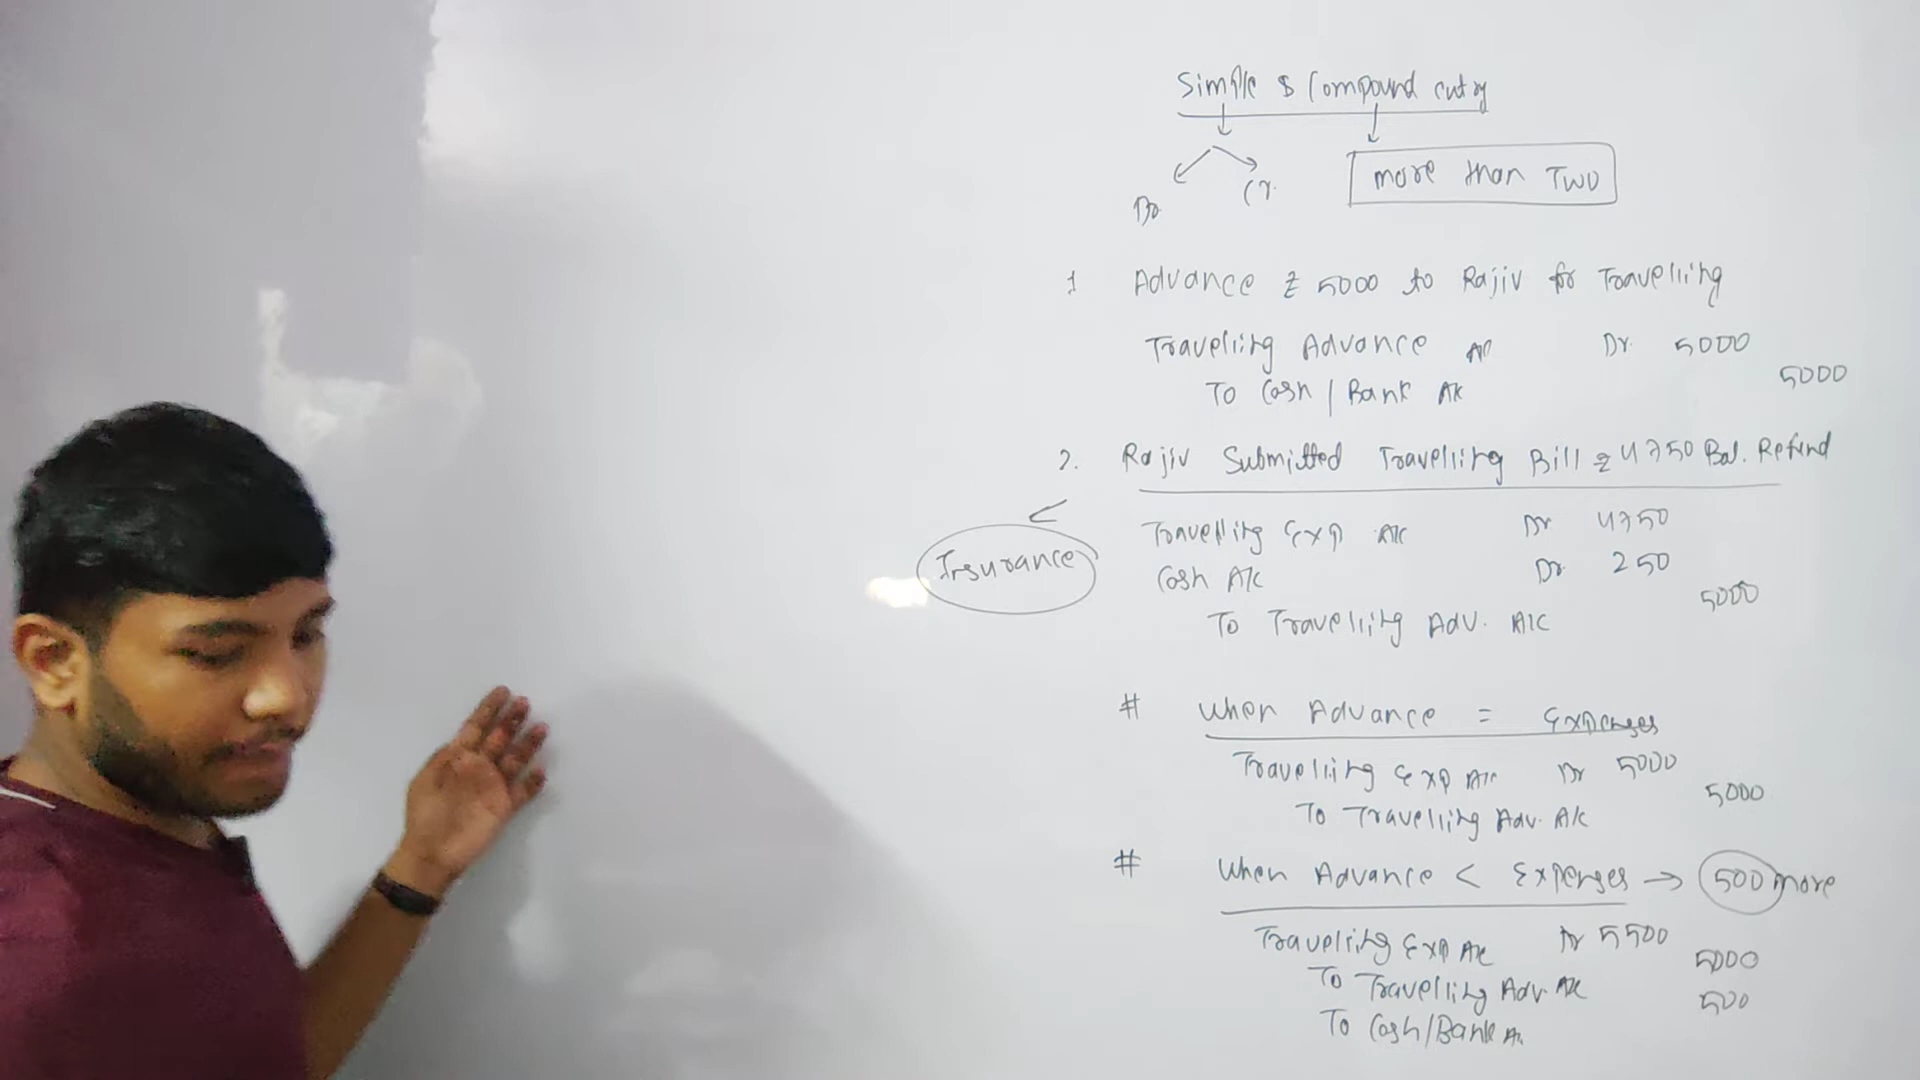 Simple & Compound entry
Dr. Cr.
more than Two
1 Advance ₹ 5000 to Rajiv for Travelling
Travelling Advance A/c Dr. 5000
To Cash / Bank A/c 5000
2. Rajiv Submitted Travelling Bill ₹ 4750 Bal. Refund
<
Insurance
Travelling Exp A/c Dr 4750
Cash A/c Dr. 250
To Travelling Adv. A/c 5000
# When Advance = Expenses
Travelling Exp A/c Dr 5000
To Travelling Adv. A/c 5000
# When Advance < Expenses → 500 more
Travelling Exp A/c Dr 5500
To Travelling Adv. A/c 5000
To Cash/Bank A/c 500